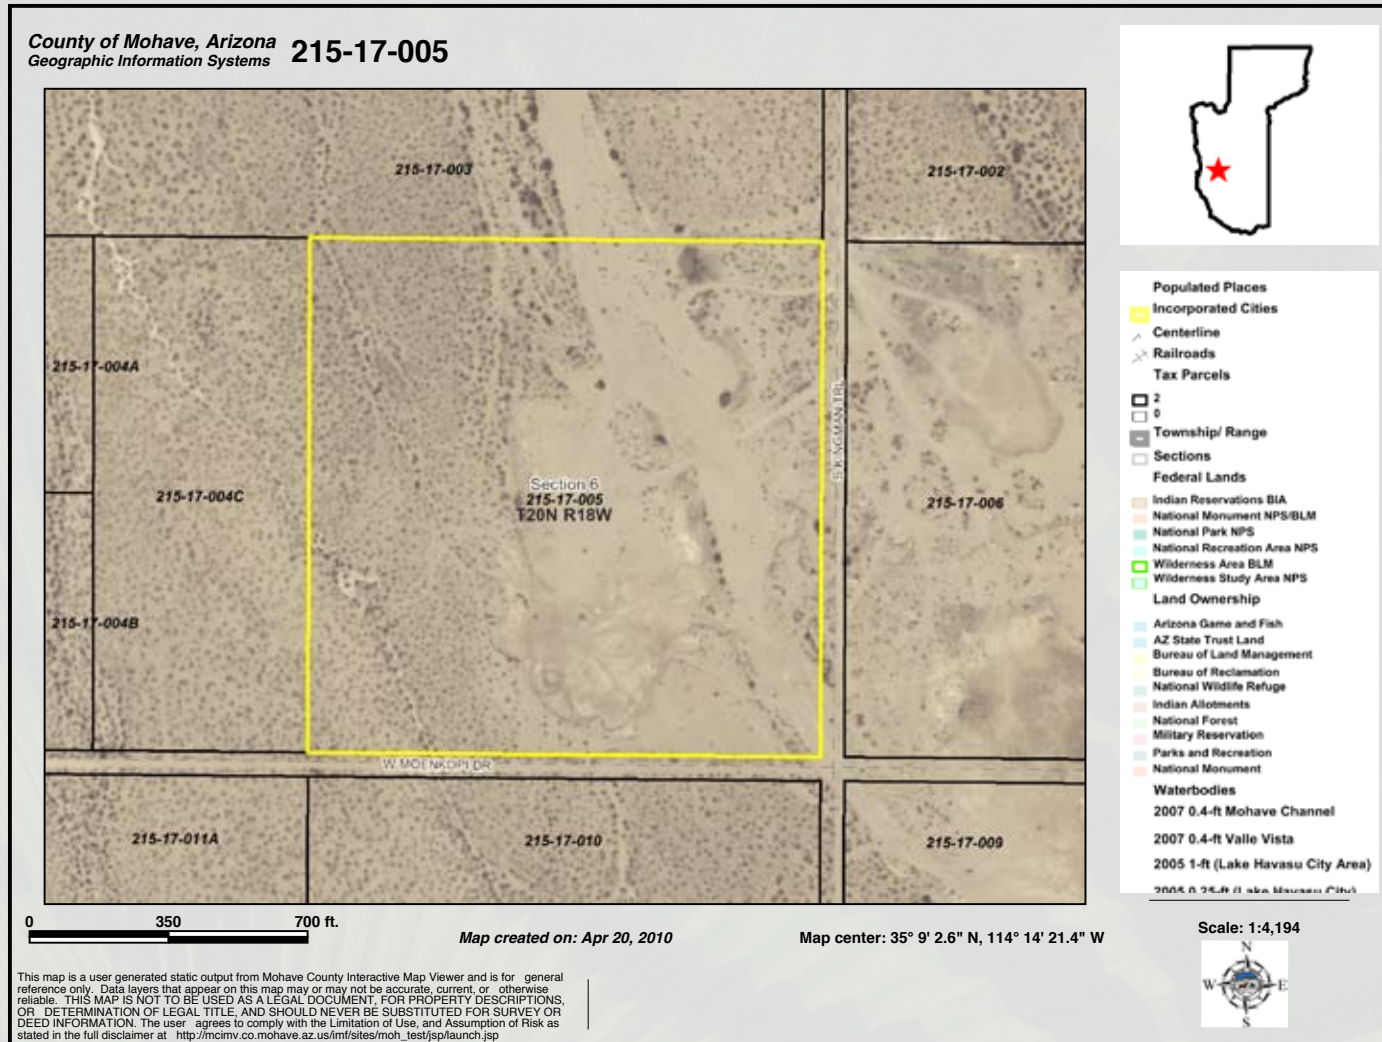 County of Mohave, Arizona
Geographic Information Systems
215-17-005
215-17-003
215-17-002
215-17-004A
215-17-004C
Section 6
215-17-005
T20N R18W
S KINGMAN TRL
215-17-006
215-17-004B
W MOENKOPI DR
215-17-011A
215-17-010
215-17-009
Populated Places
Incorporated Cities
Centerline
Railroads
Tax Parcels
2
0
Township/ Range
Sections
Federal Lands
Indian Reservations BIA
National Monument NPS/BLM
National Park NPS
National Recreation Area NPS
Wilderness Area BLM
Wilderness Study Area NPS
Land Ownership
Arizona Game and Fish
AZ State Trust Land
Bureau of Land Management
Bureau of Reclamation
National Wildlife Refuge
Indian Allotments
National Forest
Military Reservation
Parks and Recreation
National Monument
Waterbodies
2007 0.4-ft Mohave Channel
2007 0.4-ft Valle Vista
2005 1-ft (Lake Havasu City Area)
2005 0.25-ft (Lake Havasu City)
0 350 700 ft.
Map created on: Apr 20, 2010
Map center: 35° 9' 2.6" N, 114° 14' 21.4" W
Scale: 1:4,194
N
W E
S
This map is a user generated static output from Mohave County Interactive Map Viewer and is for general
reference only. Data layers that appear on this map may or may not be accurate, current, or otherwise
reliable. THIS MAP IS NOT TO BE USED AS A LEGAL DOCUMENT, FOR PROPERTY DESCRIPTIONS,
OR DETERMINATION OF LEGAL TITLE, AND SHOULD NEVER BE SUBSTITUTED FOR SURVEY OR
DEED INFORMATION. The user agrees to comply with the Limitation of Use, and Assumption of Risk as
stated in the full disclaimer at http://mcimv.co.mohave.az.us/imf/sites/moh_test/jsp/launch.jsp